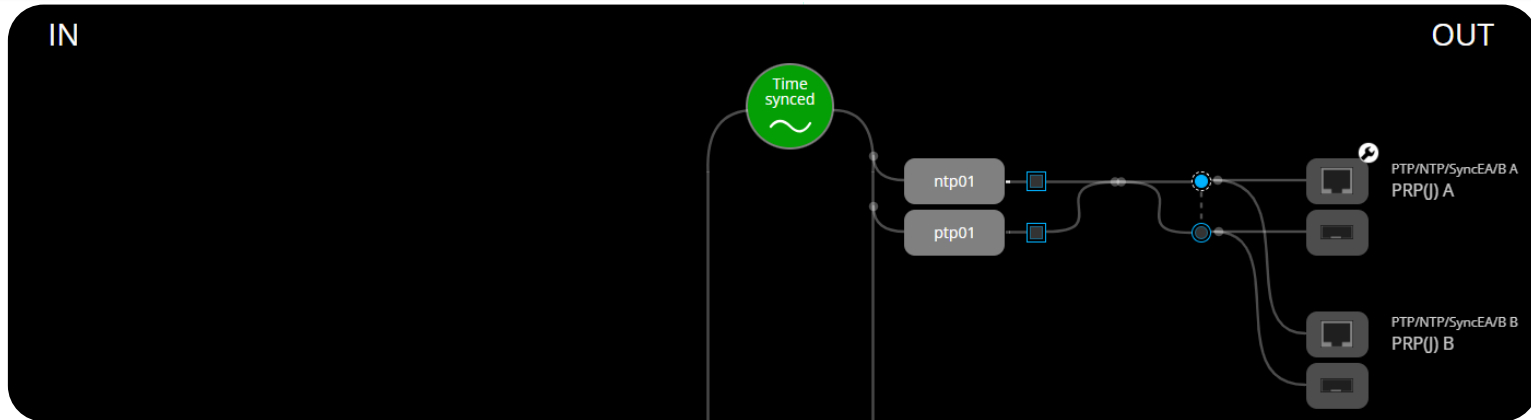 IN
OUT
Time
synced
ntp01
ptp01
PTP/NTP/SyncEA/B A
PRP(J) A
PTP/NTP/SyncEA/B B
PRP(J) B